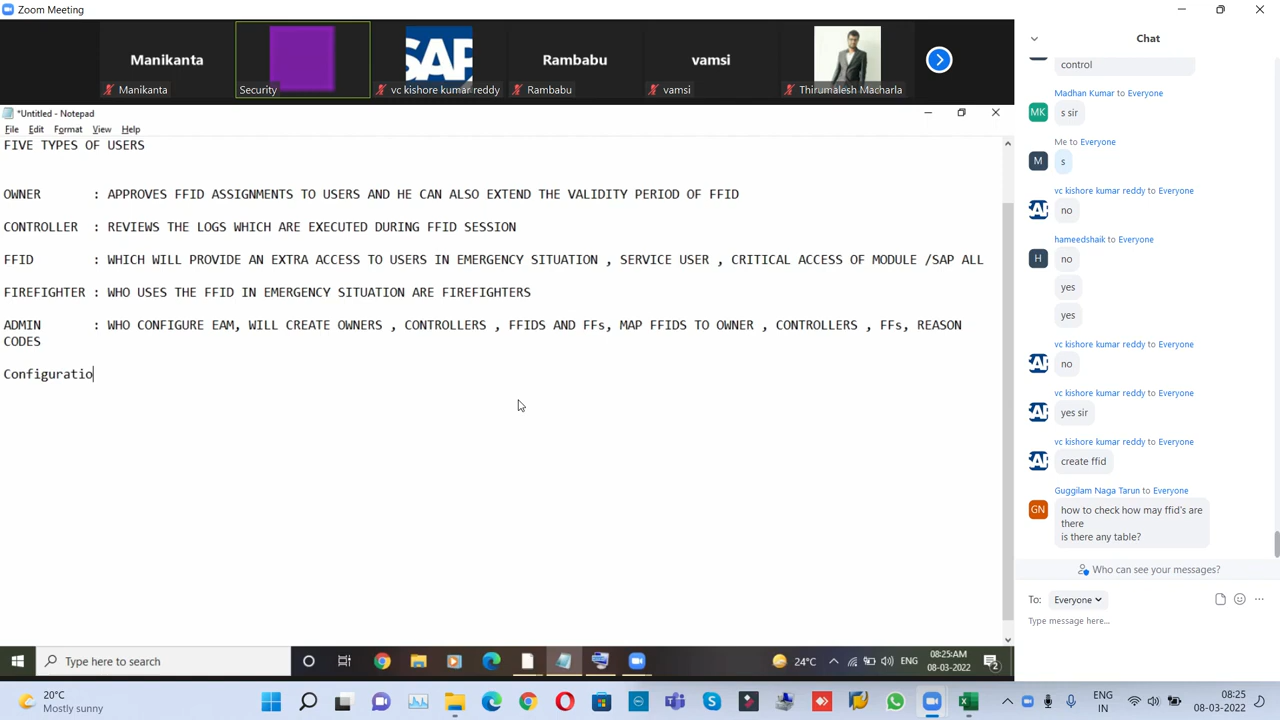 Zoom Meeting
Manikanta
SAP
Rambabu
vamsi
Manikanta
Security
vc kishore kumar reddy
Rambabu
vamsi
Thirumalesh Macharla
*Untitled - Notepad
File Edit Format View Help
FIVE TYPES OF USERS
OWNER : APPROVES FFID ASSIGNMENTS TO USERS AND HE CAN ALSO EXTEND THE VALIDITY PERIOD OF FFID
CONTROLLER : REVIEWS THE LOGS WHICH ARE EXECUTED DURING FFID SESSION
FFID : WHICH WILL PROVIDE AN EXTRA ACCESS TO USERS IN EMERGENCY SITUATION , SERVICE USER , CRITICAL ACCESS OF MODULE /SAP ALL
FIREFIGHTER : WHO USES THE FFID IN EMERGENCY SITUATION ARE FIREFIGHTERS
ADMIN : WHO CONFIGURE EAM, WILL CREATE OWNERS , CONTROLLERS , FFIDS AND FFs, MAP FFIDS TO OWNER , CONTROLLERS , FFs, REASON
CODES
Configuratio
Type here to search
24°C
ENG
08:25:AM
08-03-2022
2
Chat
control
Madhan Kumar to Everyone
MK
s sir
Me to Everyone
M
s
vc kishore kumar reddy to Everyone
SAP
no
hameedshaik to Everyone
H
no
yes
yes
vc kishore kumar reddy to Everyone
SAP
no
vc kishore kumar reddy to Everyone
SAP
yes sir
vc kishore kumar reddy to Everyone
SAP
create ffid
Guggilam Naga Tarun to Everyone
GN
how to check how may ffid's are
there
is there any table?
Who can see your messages?
To: Everyone
Type message here...
20°C
Mostly sunny
ENG
IN
08:25
08-03-2022